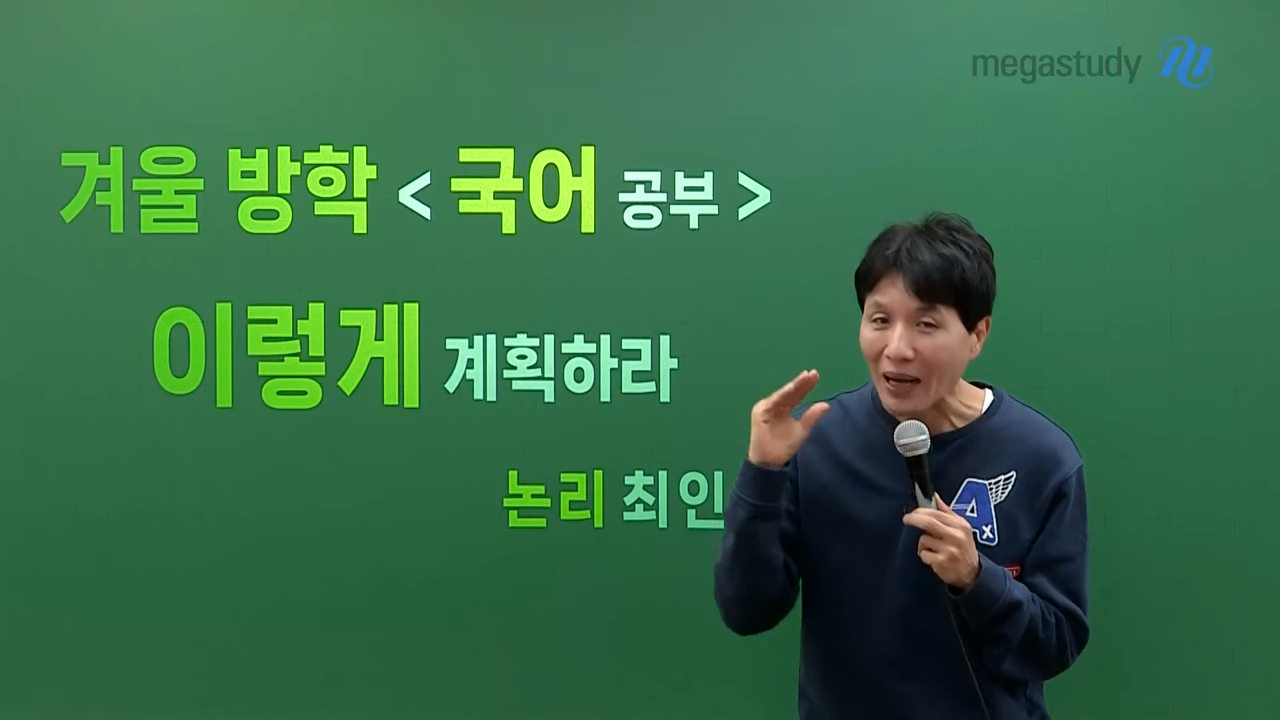 megastudy
겨울 방학 < 국어 공부 >
이렇게 계획하라
논리 최인
A
x